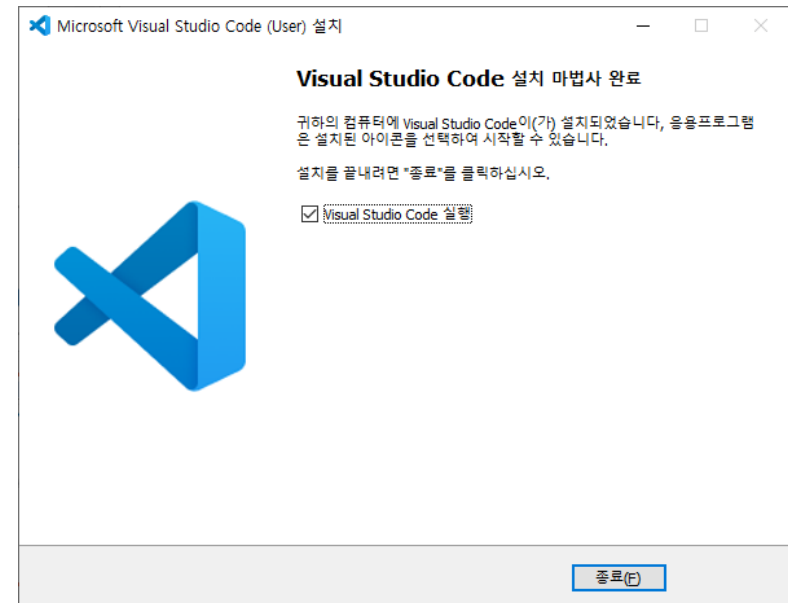 Microsoft Visual Studio Code (User) 설치
Visual Studio Code 설치 마법사 완료
귀하의 컴퓨터에 Visual Studio Code이(가) 설치되었습니다, 응용프로그램
은 설치된 아이콘을 선택하여 시작할 수 있습니다.
설치를 끝내려면 "종료"를 클릭하십시오.
Visual Studio Code 실행
종료(F)